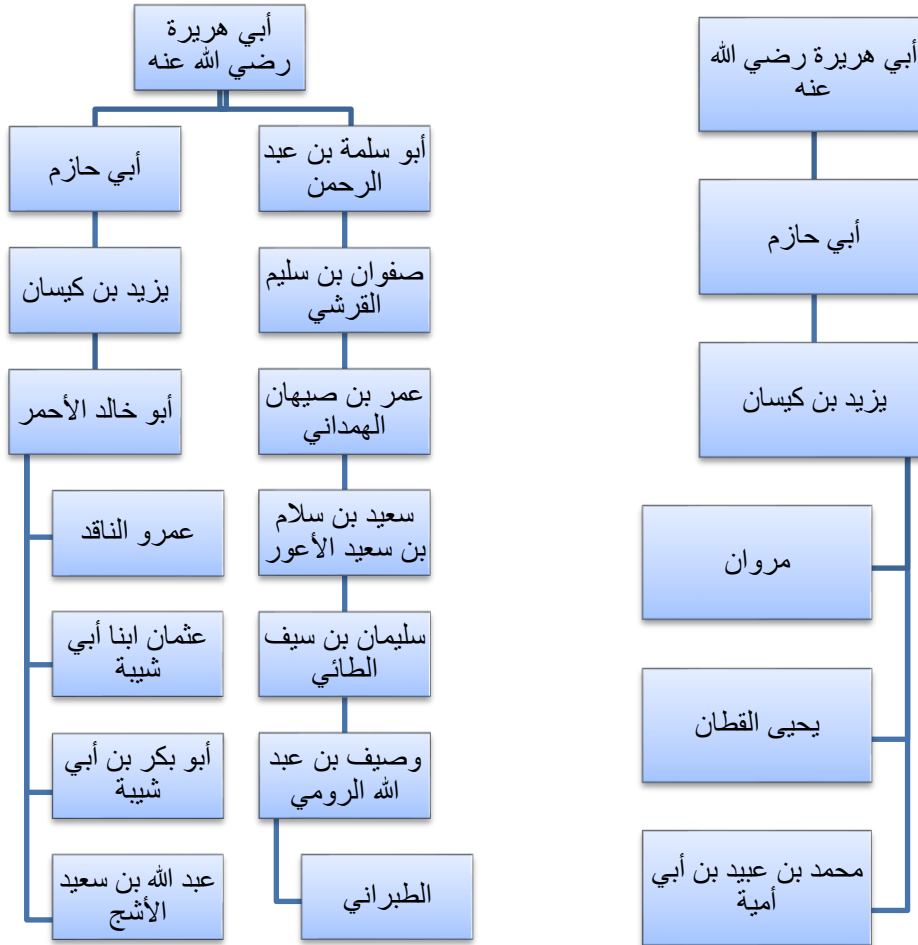 أبي هريرة رضي الله
عنه
أبي حازم
يزيد بن كيسان
مروان
يحيى القطان
محمد بن عبيد بن أبي
أمية
أبي هريرة
رضي الله عنه
أبو سلمة بن عبد
الرحمن
صفوان بن سليم
القرشي
عمر بن صيهان
الهمداني
سعيد بن سلام
بن سعيد الأعور
سليمان بن سيف
الطائي
وصيف بن عبد
الله الرومي
الطبراني
أبي حازم
يزيد بن كيسان
أبو خالد الأحمر
عمرو الناقد
عثمان ابنا أبي
شيبة
أبو بكر بن أبي
شيبة
عبد الله بن سعيد
الأشج